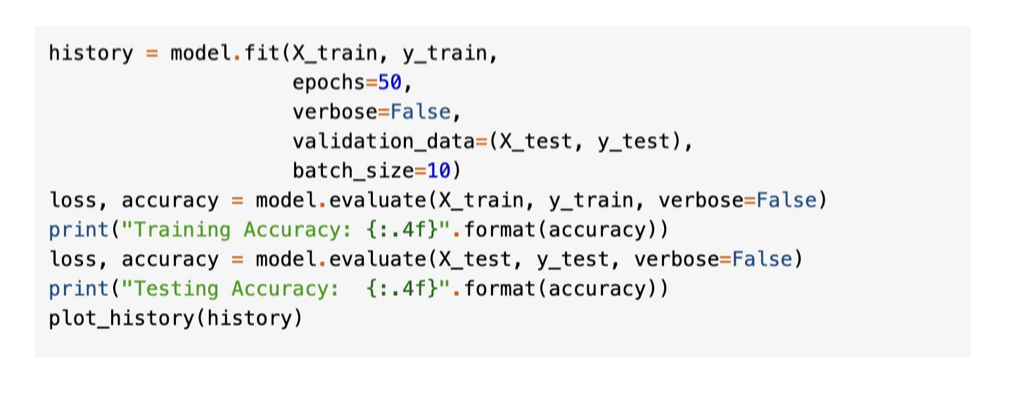 history = model.fit(X_train, y_train,
                    epochs=50,
                    verbose=False,
                    validation_data=(X_test, y_test),
                    batch_size=10)
loss, accuracy = model.evaluate(X_train, y_train, verbose=False)
print("Training Accuracy: {:.4f}".format(accuracy))
loss, accuracy = model.evaluate(X_test, y_test, verbose=False)
print("Testing Accuracy:  {:.4f}".format(accuracy))
plot_history(history)